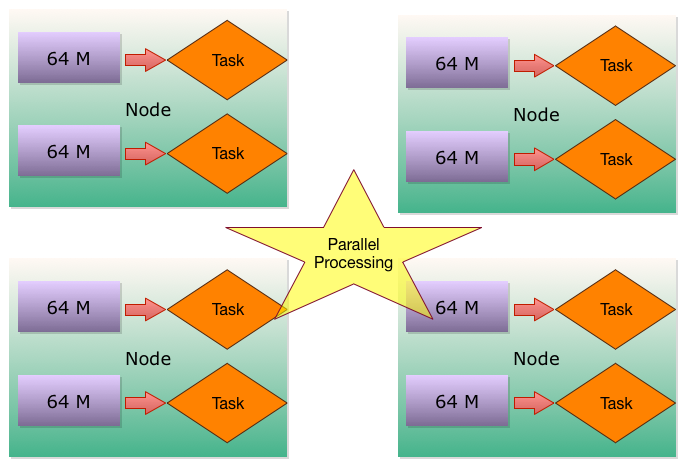 64 M
Task
Node
64 M
Task
64 M
Task
Node
64 M
Task
Parallel
Processing
64 M
Task
Node
64 M
Task
64 M
Task
Node
64 M
Task